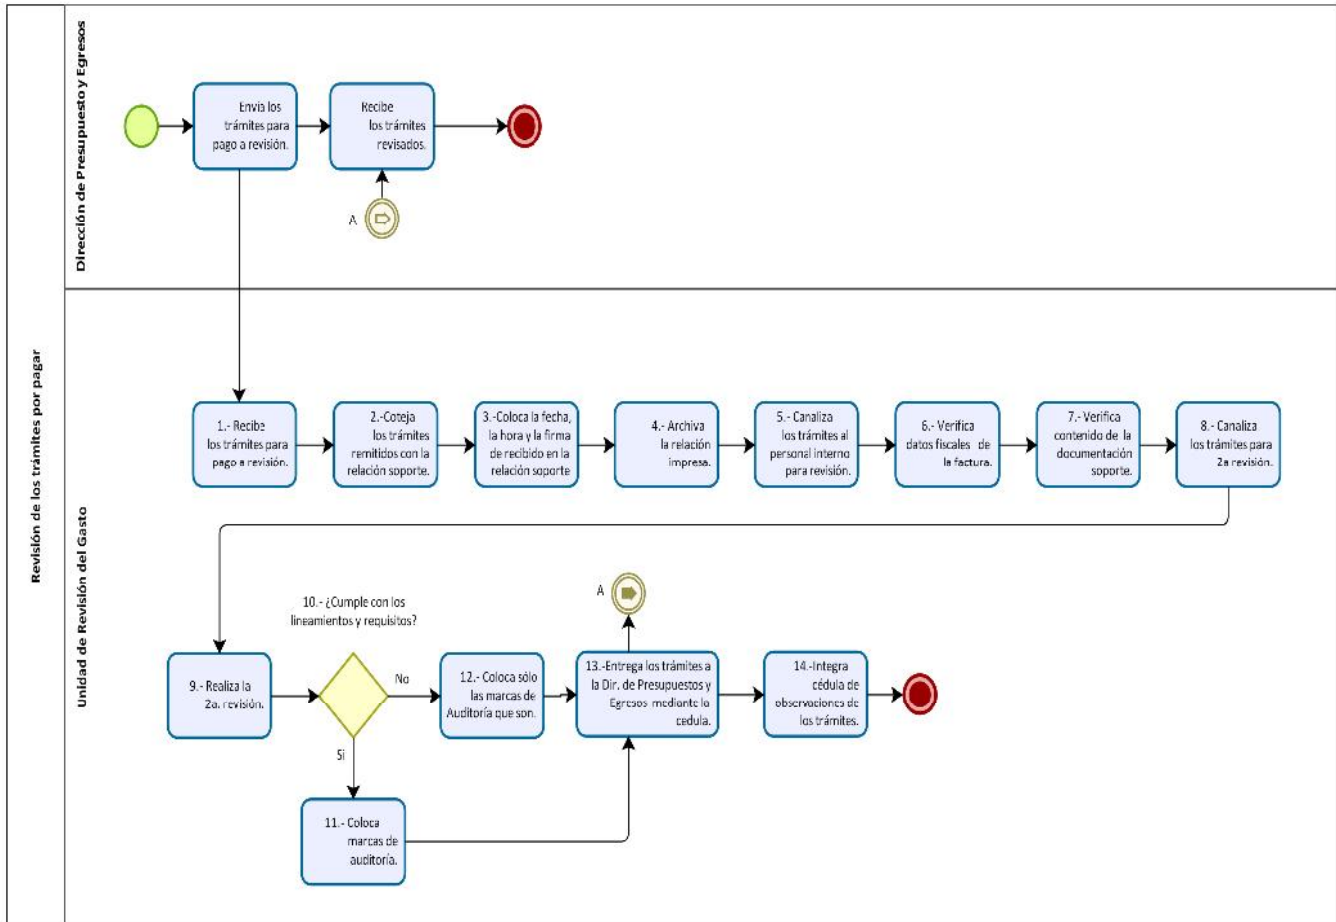 Revisión de los trámites por pagar
Dirección de Presupuesto y Egresos
Envía los
trámites para
pago a revisión.
Recibe
los trámites
revisados.
A
Unidad de Revisión del Gasto
1.- Recibe
los trámites para
pago a revisión.
2.-Coteja
los trámites
remitidos con la
relación soporte.
3.-Coloca la fecha,
la hora y la firma
de recibido en la
relación soporte
4.- Archiva
la relación
impresa.
5.- Canaliza
los trámites al
personal interno
para revisión.
6.- Verifica
datos fiscales de
la factura.
7.- Verifica
contenido de la
documentación
soporte.
8.- Canaliza
los trámites para
2a revisión.
9.- Realiza la
2a. revisión.
10.- ¿Cumple con los
lineamientos y requisitos?
No
Si
11.- Coloca
marcas de
auditoría.
12.- Coloca sólo
las marcas de
Auditoría que son.
A
13.-Entrega los trámites a
la Dir. de Presupuestos y
Egresos mediante la
cedula.
14.-Integra
cédula de
observaciones de
los trámites.